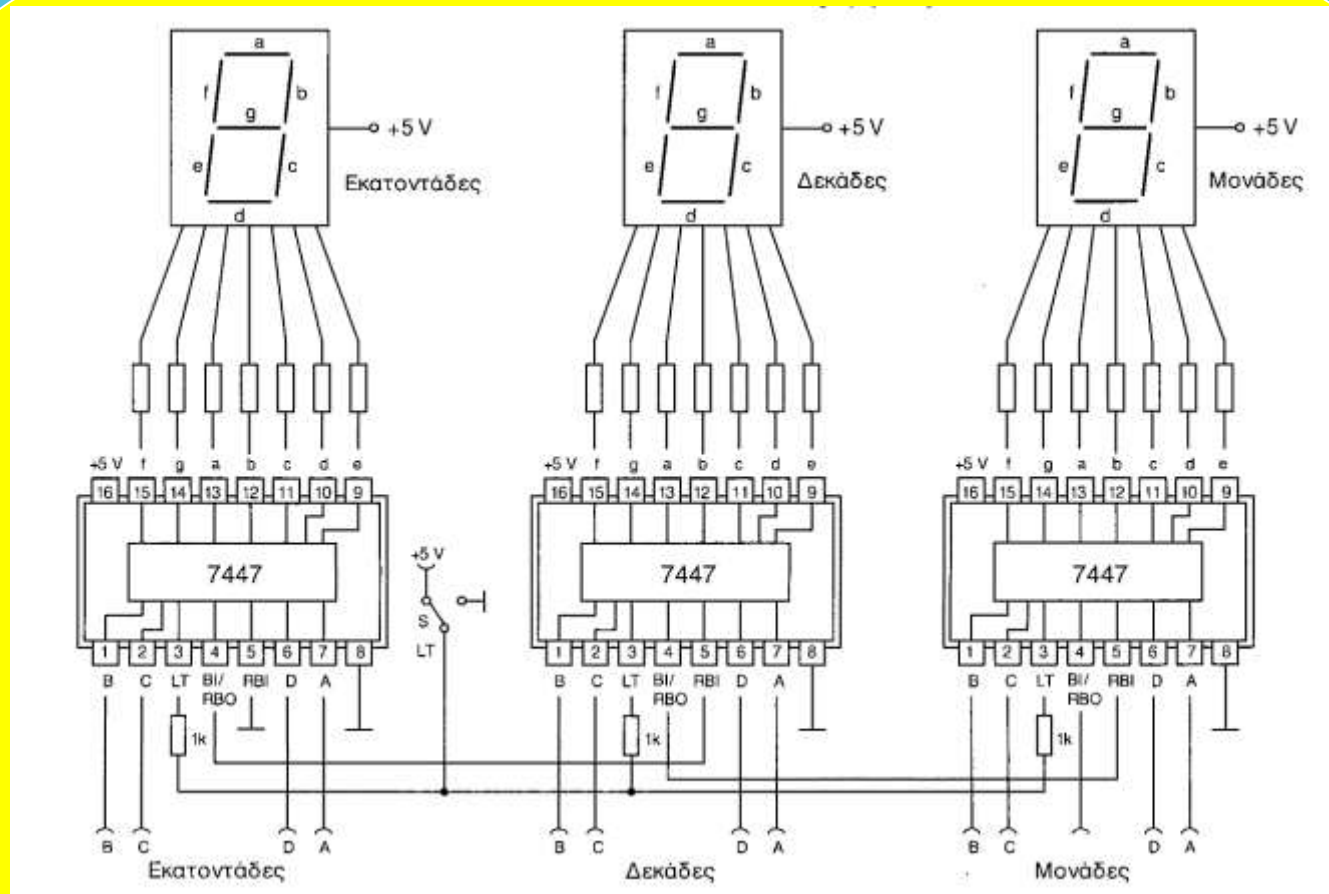 a a a
f b f b f b
g g g
+5 V +5 V +5 V
e c e c e c
Εκατοντάδες Δεκάδες Μονάδες
d d d
+5 V f g a b c d e +5 V f g a b c d e +5 V f g a b c d e
16 15 14 13 12 11 10 9 16 15 14 13 12 11 10 9 16 15 14 13 12 11 10 9
+5 V
7447 7447 7447
S
LT
1 2 3 4 5 6 7 8 1 2 3 4 5 6 7 8 1 2 3 4 5 6 7 8
B C LT BI/ RBI D A B C LT BI/ RBI D A B C LT BI/ RBI D A
RBO RBO RBO
1k 1k 1k
B C D A B C D A B C D A
Εκατοντάδες Δεκάδες Μονάδες